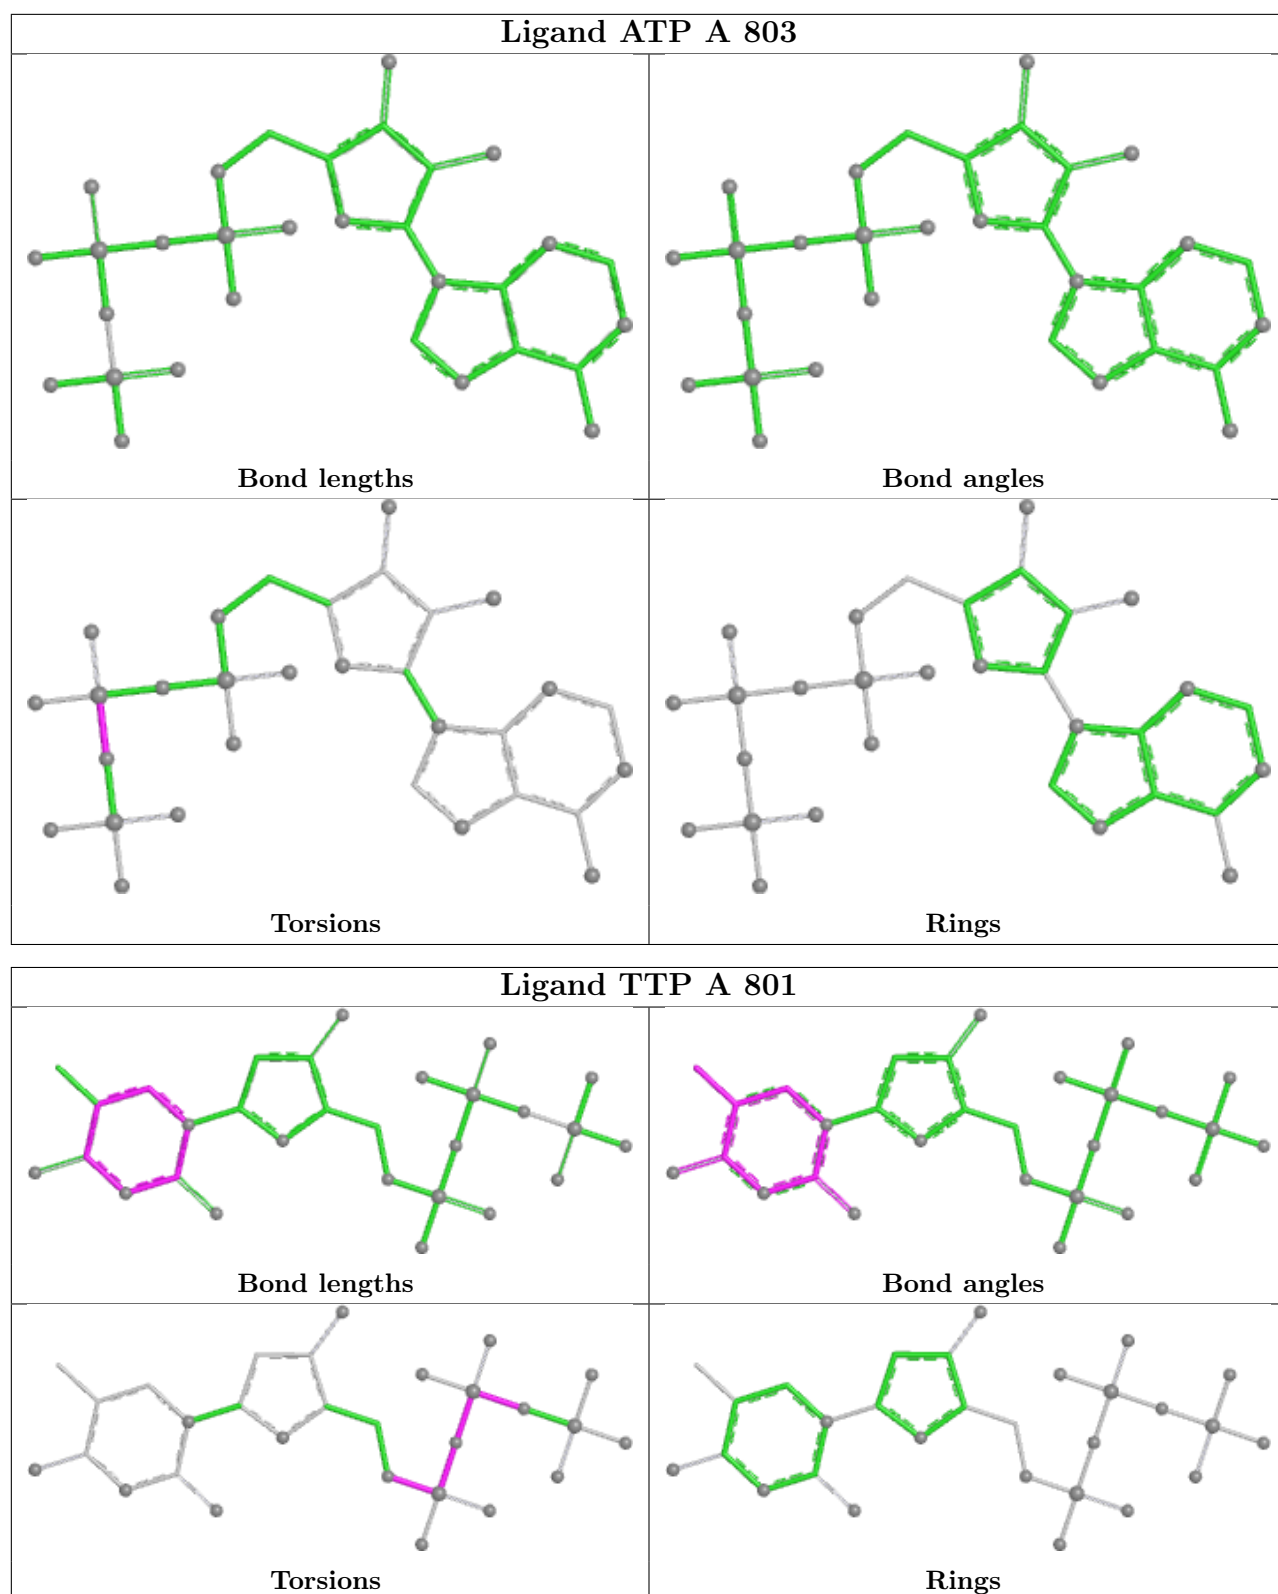 Ligand ATP A 803
Bond lengths
Bond angles
Torsions
Rings
Ligand TTP A 801
Bond lengths
Bond angles
Torsions
Rings